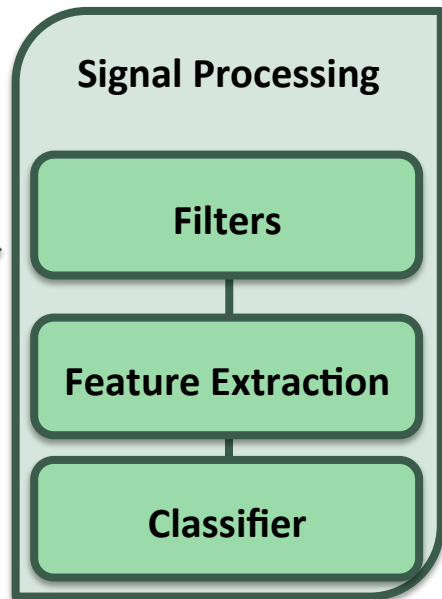 Signal Processing
Filters
Feature Extraction
Classifier